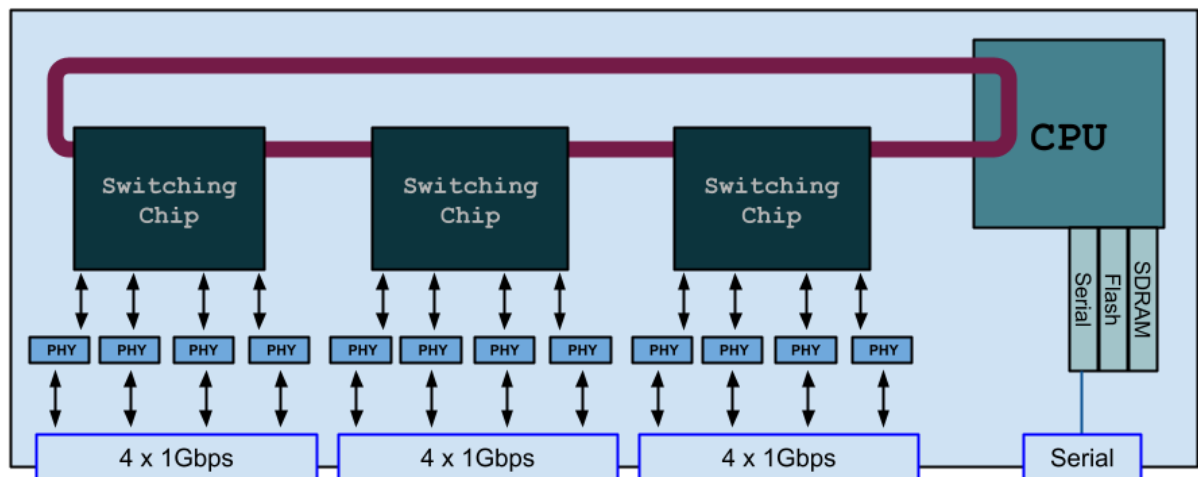 CPU
Switching
Chip
Switching
Chip
Switching
Chip
Serial
Flash
SDRAM
PHY PHY PHY PHY PHY PHY PHY PHY PHY PHY PHY PHY
4 x 1Gbps 4 x 1Gbps 4 x 1Gbps Serial